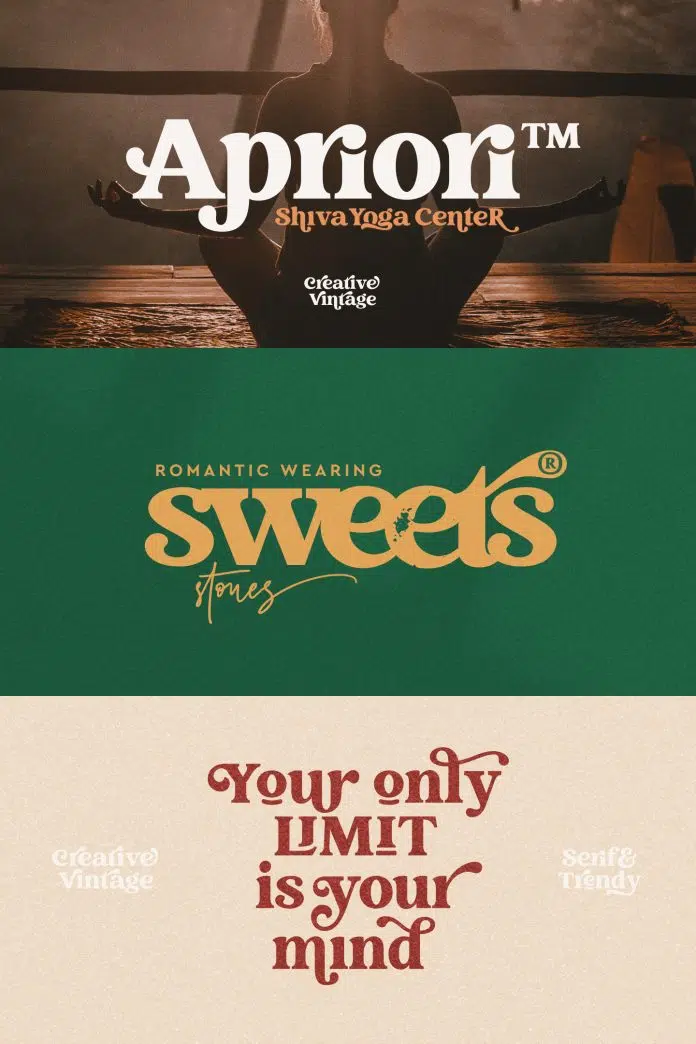 Apriori™
Shiva Yoga CenteR
Creative
Vintage
ROMANTIC WEARING
sweets®
stones
Your only
LIMIT
is your
mind
Creative
Vintage
Serif&
Trendy